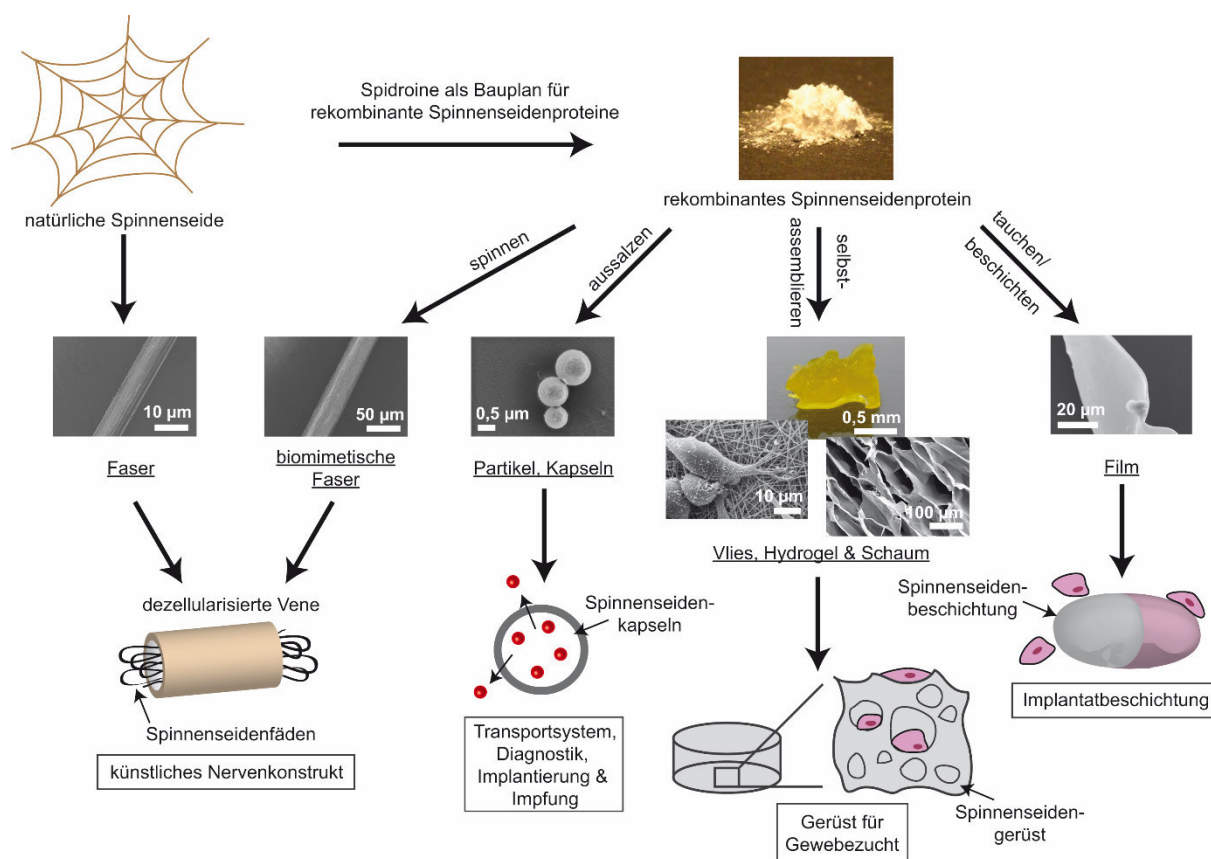 Spidroine als Bauplan für
rekombinante Spinnenseidenproteine
natürliche Spinnenseide
rekombinantes Spinnenseidenprotein
spinnen
aussalzen
selbst-
assemblieren
tauchen/
beschichten
10 µm
50 µm
0,5 µm
0,5 mm
10 µm
100 µm
20 µm
Faser
biomimetische
Faser
Partikel, Kapseln
Vlies, Hydrogel & Schaum
Film
dezellularisierte Vene
Spinnenseidenfäden
künstliches Nervenkonstrukt
Spinnenseiden-
kapseln
Transportsystem,
Diagnostik,
Implantierung &
Impfung
Spinnenseiden-
gerüst
Gerüst für
Gewebezucht
Spinnenseiden-
beschichtung
Implantatbeschichtung